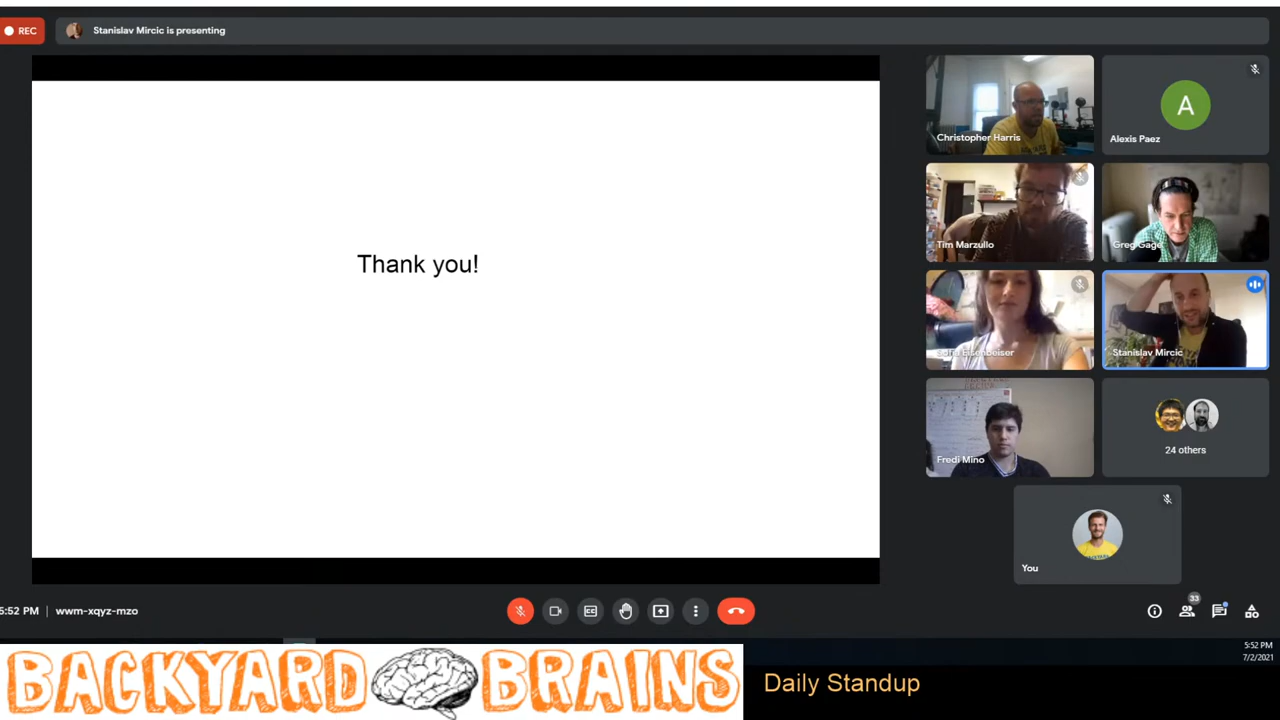 REC
Stanislav Mircic is presenting
Thank you!
Christopher Harris
A
Alexis Paez
Tim Marzullo
Greg Gage
Sofia Eisenbeiser
Stanislav Mircic
Fredi Mino
24 others
You
5:52 PM | wwm-xqyz-mzo
33
5:52 PM
7/2/2021
BACKYARD BRAINS
Daily Standup